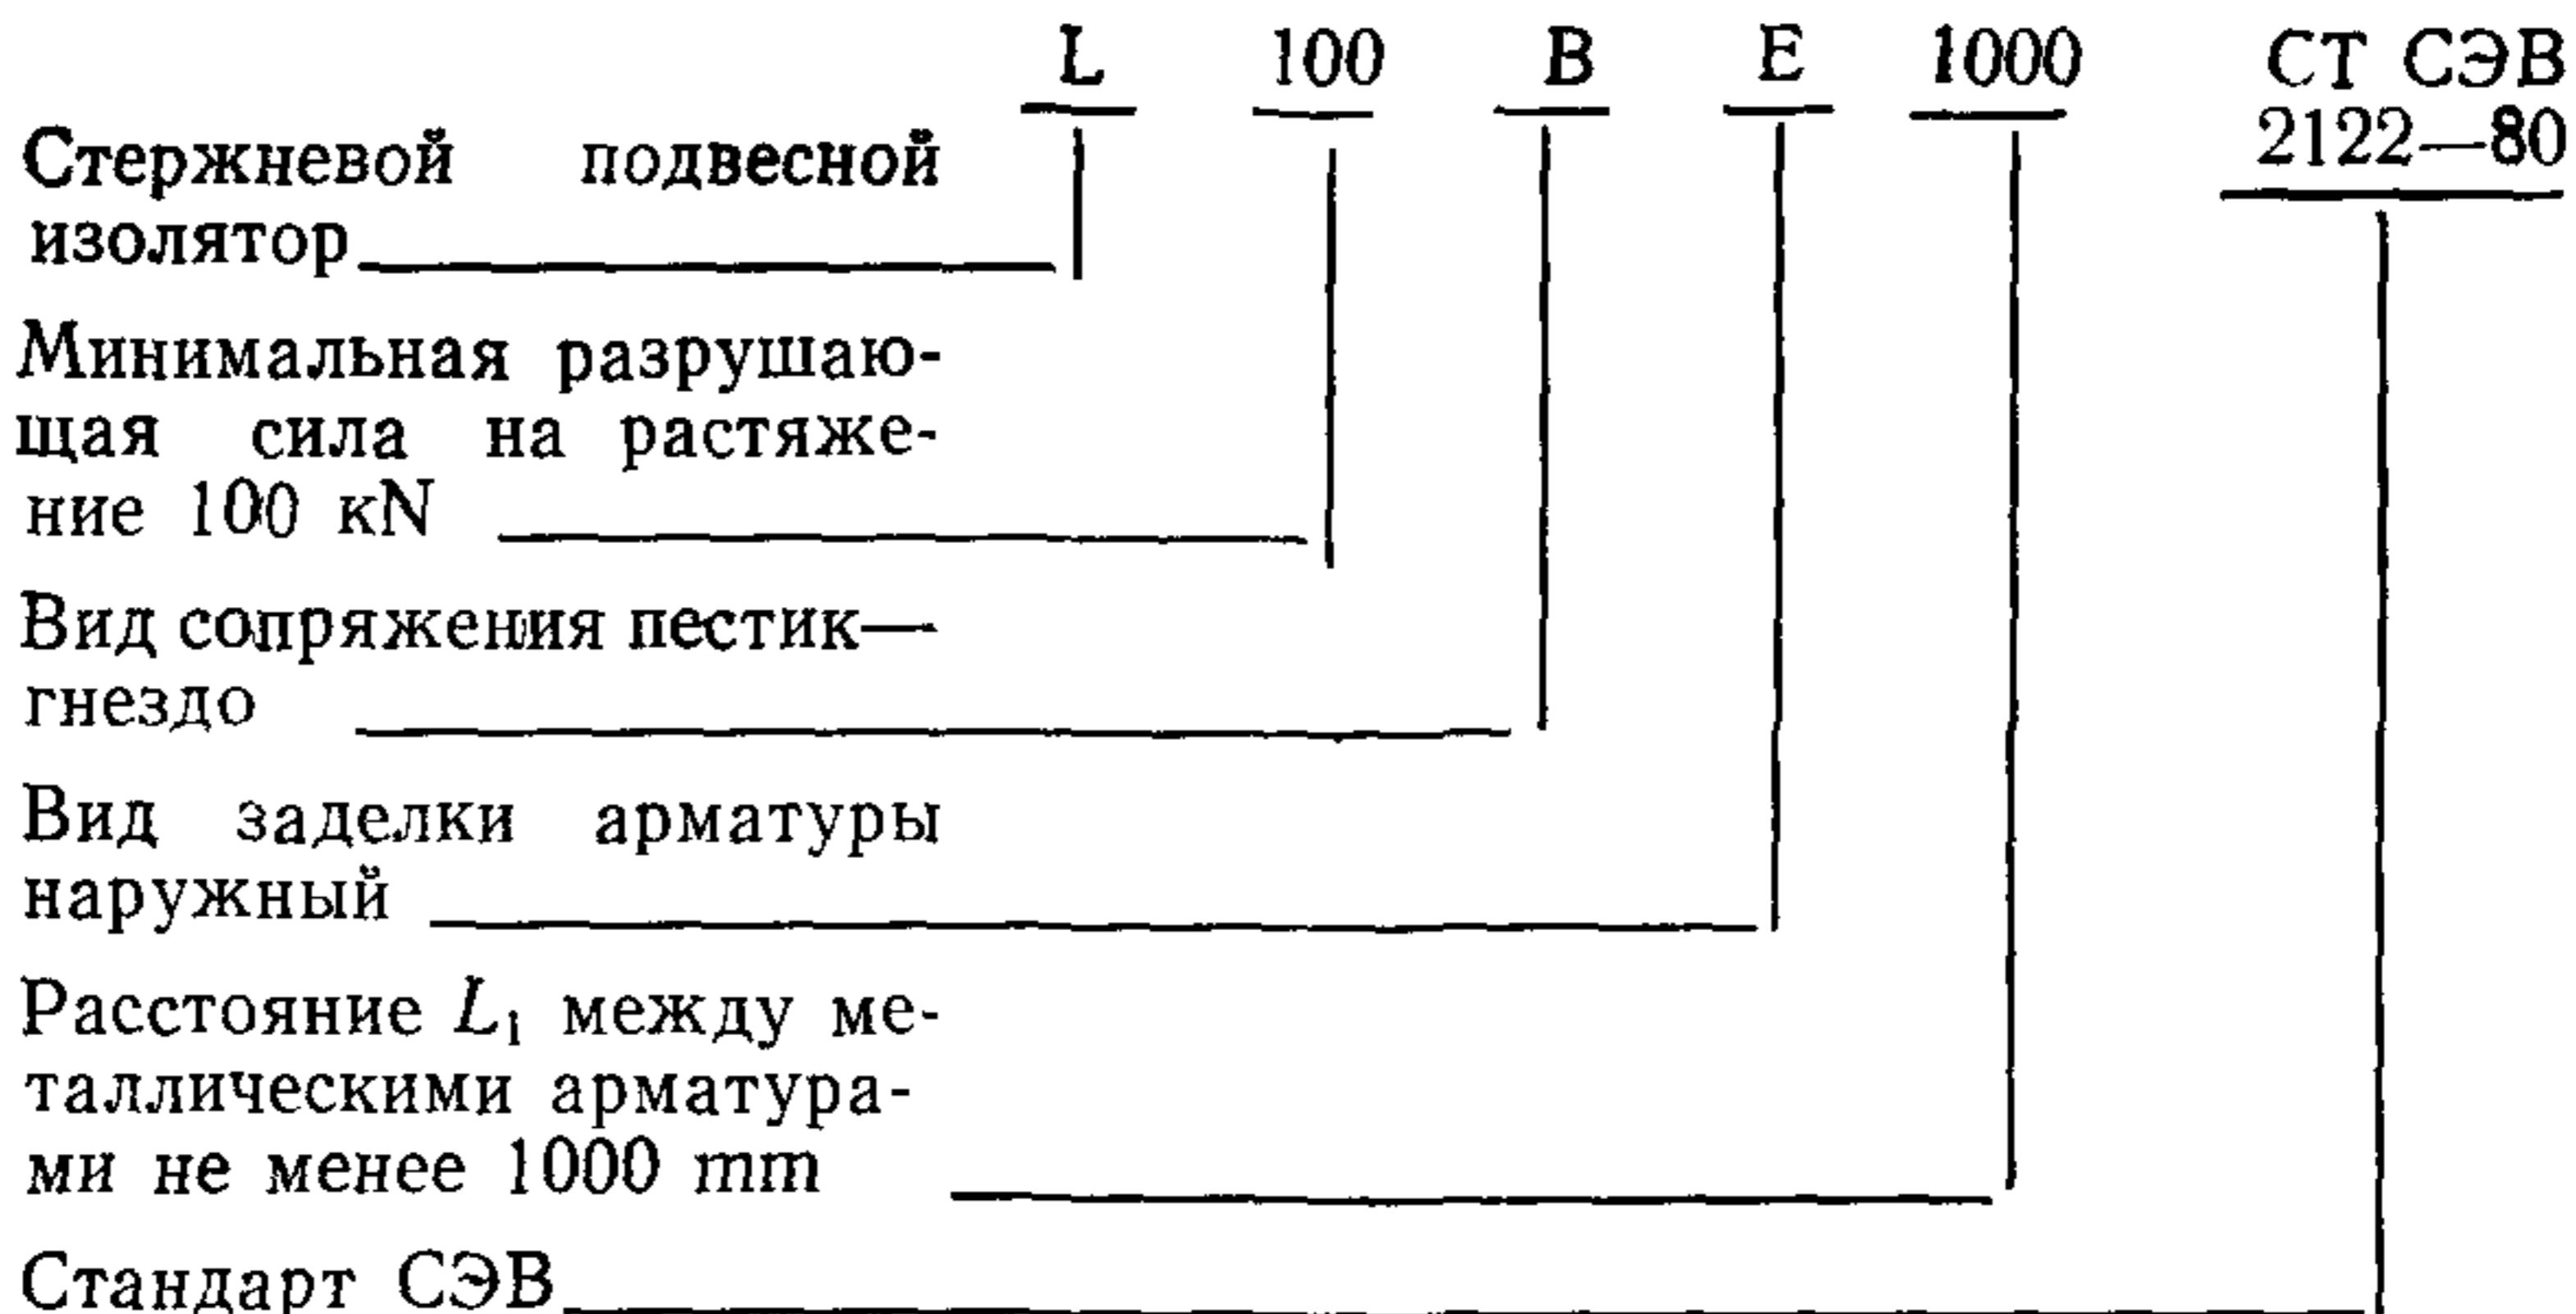 L 100 B E 1000 СТ СЭВ
2122—80
Стержневой подвесной
изолятор
Минимальная разрушаю-
щая сила на растяже-
ние 100 кN
Вид сопряжения пестик—
гнездо
Вид заделки арматуры
наружный
Расстояние L₁ между ме-
таллическими арматура-
ми не менее 1000 mm
Стандарт СЭВ